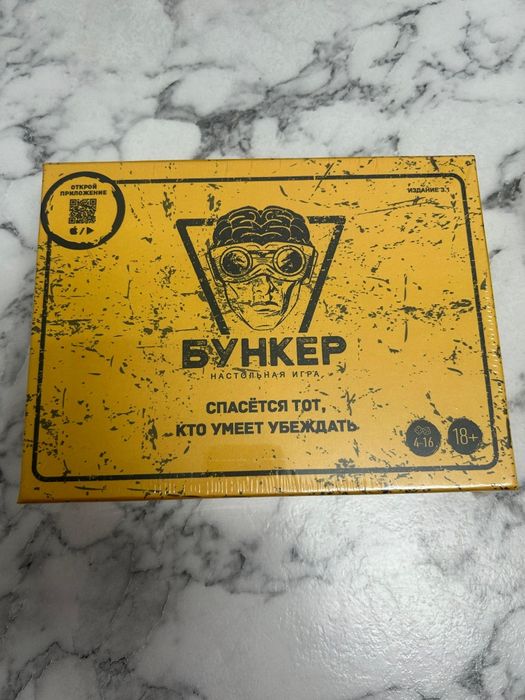 ОТКРОЙ
ПРИЛОЖЕНИЕ
ИЗДАНИЕ 3.1
БУНКЕР
НАСТОЛЬНАЯ ИГРА
СПАСЁТСЯ ТОТ,
КТО УМЕЕТ УБЕЖДАТЬ
4-16
18+